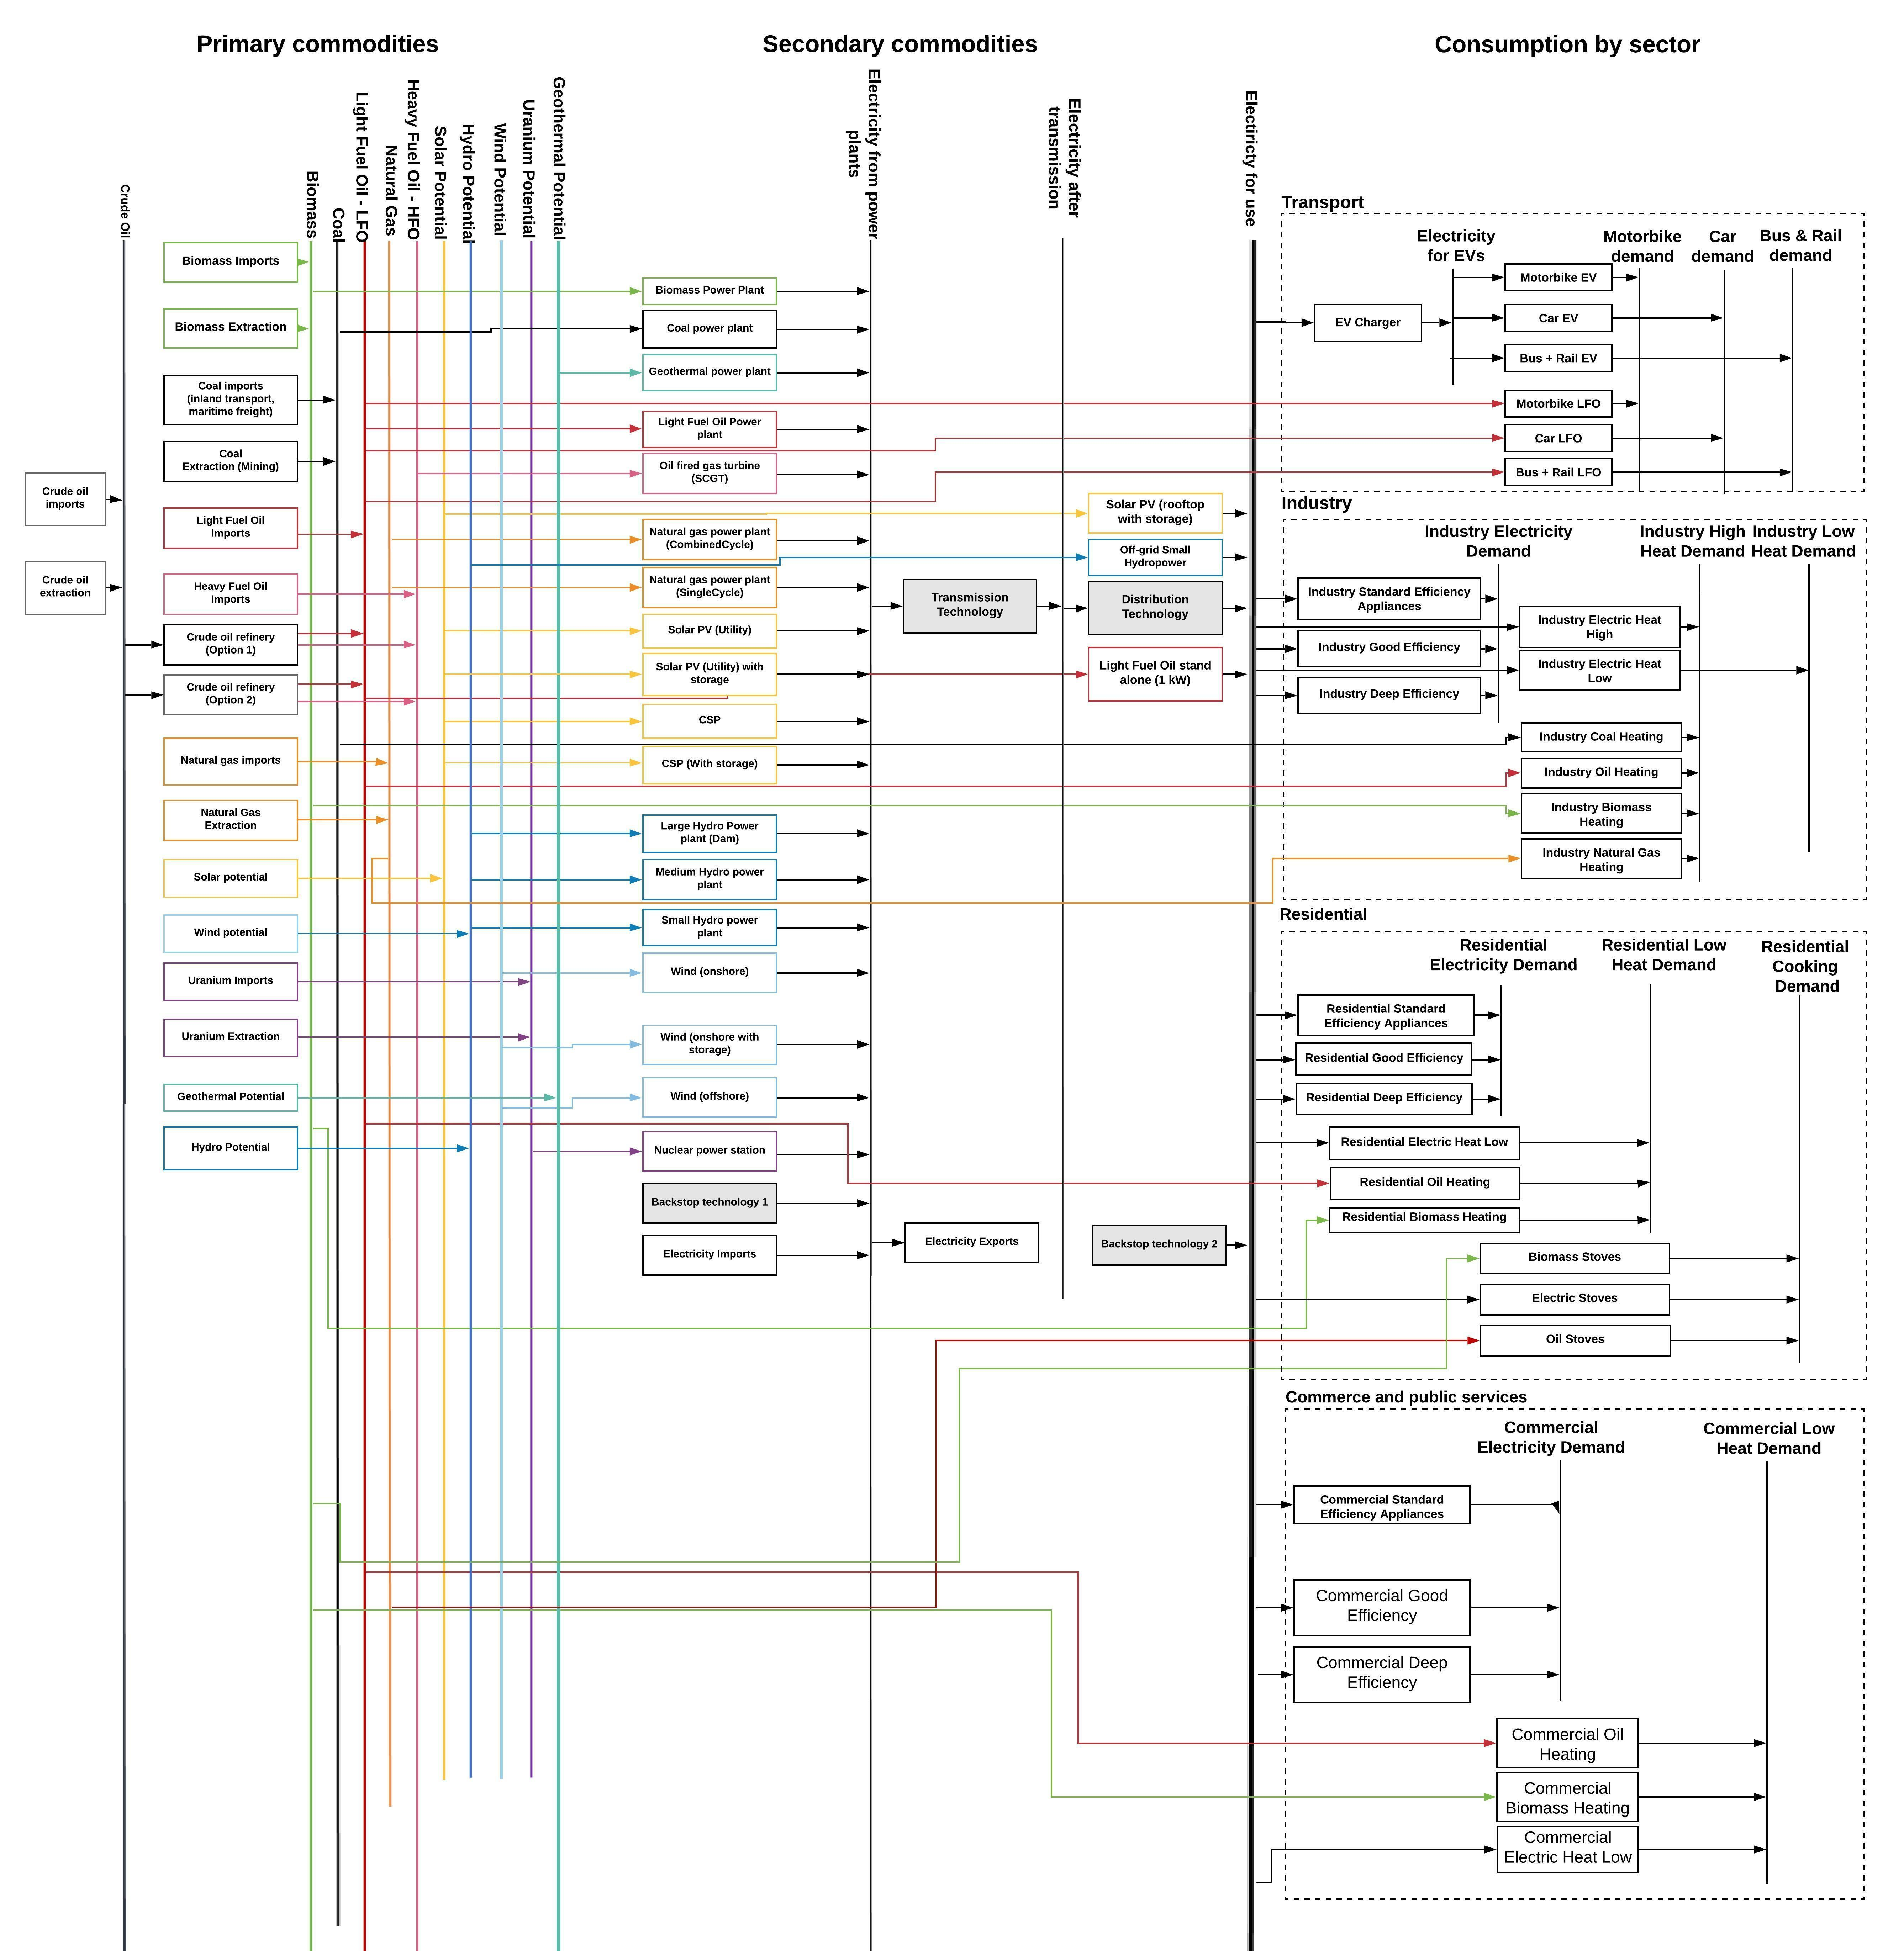 Primary commodities
Secondary commodities
Consumption by sector
Crude Oil
Biomass
Coal
Light Fuel Oil - LFO
Natural Gas
Heavy Fuel Oil - HFO
Solar Potential
Hydro Potential
Wind Potential
Uranium Potential
Geothermal Potential
Electricity from power
plants
Electricity after
transmission
Electiricty for use
Crude oil
imports
Crude oil
extraction
Biomass Imports
Biomass Extraction
Coal imports
(inland transport,
maritime freight)
Coal
Extraction (Mining)
Light Fuel Oil
Imports
Heavy Fuel Oil
Imports
Crude oil refinery
(Option 1)
Crude oil refinery
(Option 2)
Natural gas imports
Natural Gas
Extraction
Solar potential
Wind potential
Uranium Imports
Uranium Extraction
Geothermal Potential
Hydro Potential
Biomass Power Plant
Coal power plant
Geothermal power plant
Light Fuel Oil Power
plant
Oil fired gas turbine
(SCGT)
Natural gas power plant
(CombinedCycle)
Natural gas power plant
(SingleCycle)
Solar PV (Utility)
Solar PV (Utility) with
storage
CSP
CSP (With storage)
Large Hydro Power
plant (Dam)
Medium Hydro power
plant
Small Hydro power
plant
Wind (onshore)
Wind (onshore with
storage)
Wind (offshore)
Nuclear power station
Backstop technology 1
Electricity Imports
Transmission
Technology
Electricity Exports
Solar PV (rooftop
with storage)
Off-grid Small
Hydropower
Distribution
Technology
Light Fuel Oil stand
alone (1 kW)
Backstop technology 2
Transport
Electricity
for EVs
Motorbike
demand
Car
demand
Bus & Rail
demand
EV Charger
Motorbike EV
Car EV
Bus + Rail EV
Motorbike LFO
Car LFO
Bus + Rail LFO
Industry
Industry Electricity
Demand
Industry High
Heat Demand
Industry Low
Heat Demand
Industry Standard Efficiency
Appliances
Industry Good Efficiency
Industry Deep Efficiency
Industry Electric Heat
High
Industry Electric Heat
Low
Industry Coal Heating
Industry Oil Heating
Industry Biomass
Heating
Industry Natural Gas
Heating
Residential
Residential
Electricity Demand
Residential Low
Heat Demand
Residential
Cooking
Demand
Residential Standard
Efficiency Appliances
Residential Good Efficiency
Residential Deep Efficiency
Residential Electric Heat Low
Residential Oil Heating
Residential Biomass Heating
Biomass Stoves
Electric Stoves
Oil Stoves
Commerce and public services
Commercial
Electricity Demand
Commercial Low
Heat Demand
Commercial Standard
Efficiency Appliances
Commercial Good
Efficiency
Commercial Deep
Efficiency
Commercial Oil
Heating
Commercial
Biomass Heating
Commercial
Electric Heat Low